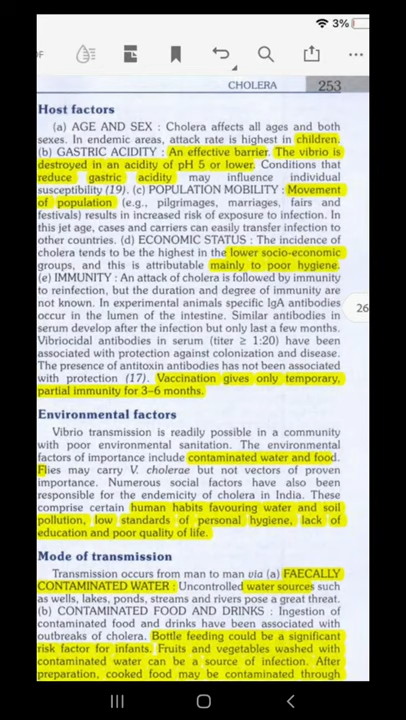 3%
CHOLERA 253
Host factors
(a) AGE AND SEX : Cholera affects all ages and both
sexes. In endemic areas, attack rate is highest in children.
(b) GASTRIC ACIDITY : An effective barrier. The vibrio is
destroyed in an acidity of pH 5 or lower. Conditions that
reduce gastric acidity may influence individual
susceptibility (19). (c) POPULATION MOBILITY : Movement
of population (e.g., pilgrimages, marriages, fairs and
festivals) results in increased risk of exposure to infection. In
this jet age, cases and carriers can easily transfer infection to
other countries. (d) ECONOMIC STATUS : The incidence of
cholera tends to be the highest in the lower socio-economic
groups, and this is attributable mainly to poor hygiene.
(e) IMMUNITY : An attack of cholera is followed by immunity
to reinfection, but the duration and degree of immunity are
not known. In experimental animals specific IgA antibodies
occur in the lumen of the intestine. Similar antibodies in
serum develop after the infection but only last a few months.
Vibriocidal antibodies in serum (titer ≥ 1:20) have been
associated with protection against colonization and disease.
The presence of antitoxin antibodies has not been associated
with protection (17). Vaccination gives only temporary,
partial immunity for 3–6 months.
26
Environmental factors
Vibrio transmission is readily possible in a community
with poor environmental sanitation. The environmental
factors of importance include contaminated water and food.
Flies may carry V. cholerae but not vectors of proven
importance. Numerous social factors have also been
responsible for the endemicity of cholera in India. These
comprise certain human habits favouring water and soil
pollution, low standards of personal hygiene, lack of
education and poor quality of life.
Mode of transmission
Transmission occurs from man to man via (a) FAECALLY
CONTAMINATED WATER : Uncontrolled water sources such
as wells, lakes, ponds, streams and rivers pose a great threat.
(b) CONTAMINATED FOOD AND DRINKS : Ingestion of
contaminated food and drinks have been associated with
outbreaks of cholera. Bottle feeding could be a significant
risk factor for infants. Fruits and vegetables washed with
contaminated water can be a source of infection. After
preparation, cooked food may be contaminated through